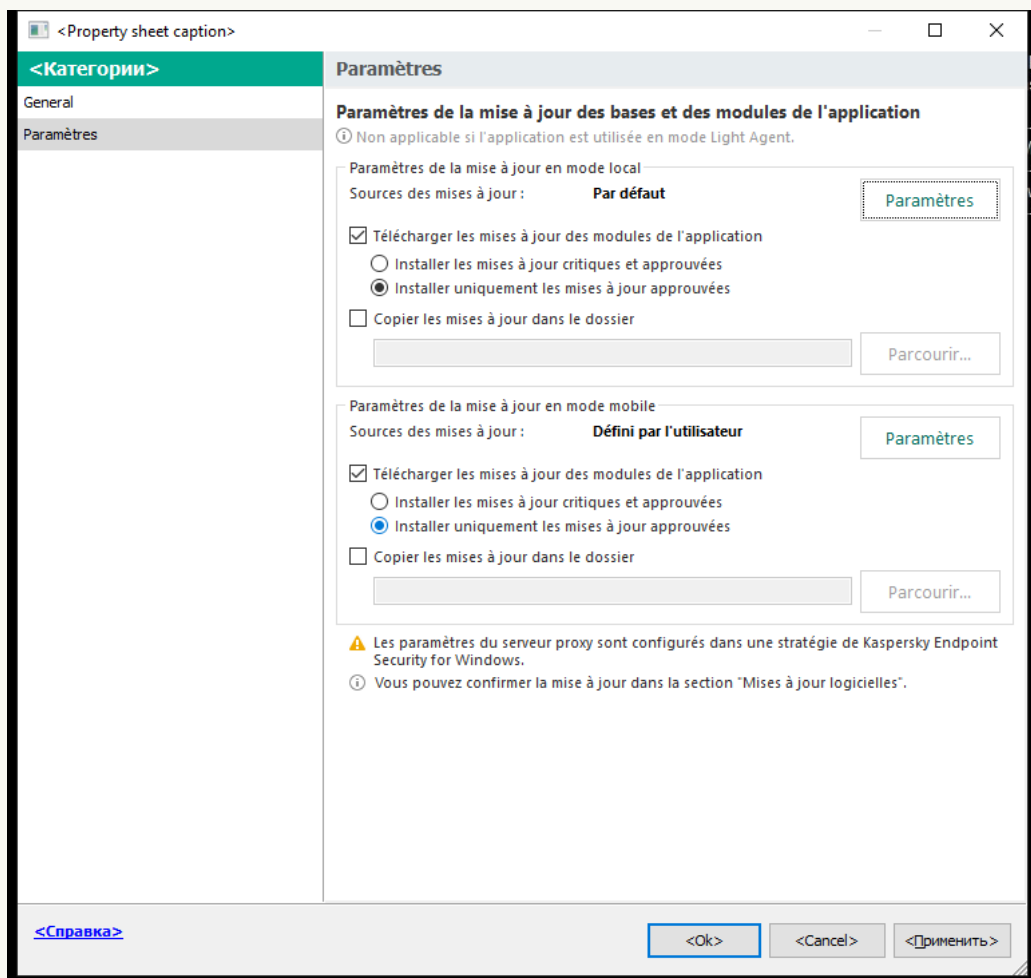 <Property sheet caption>
<Категории>
General
Paramètres
Paramètres
Paramètres de la mise à jour des bases et des modules de l'application
Non applicable si l'application est utilisée en mode Light Agent.
Paramètres de la mise à jour en mode local
Sources des mises à jour : Par défaut Paramètres
Télécharger les mises à jour des modules de l'application
Installer les mises à jour critiques et approuvées
Installer uniquement les mises à jour approuvées
Copier les mises à jour dans le dossier
Parcourir...
Paramètres de la mise à jour en mode mobile
Sources des mises à jour : Défini par l'utilisateur Paramètres
Télécharger les mises à jour des modules de l'application
Installer les mises à jour critiques et approuvées
Installer uniquement les mises à jour approuvées
Copier les mises à jour dans le dossier
Parcourir...
Les paramètres du serveur proxy sont configurés dans une stratégie de Kaspersky Endpoint
Security for Windows.
Vous pouvez confirmer la mise à jour dans la section "Mises à jour logicielles".
<Справка>
<Ok> <Cancel> <Применить>